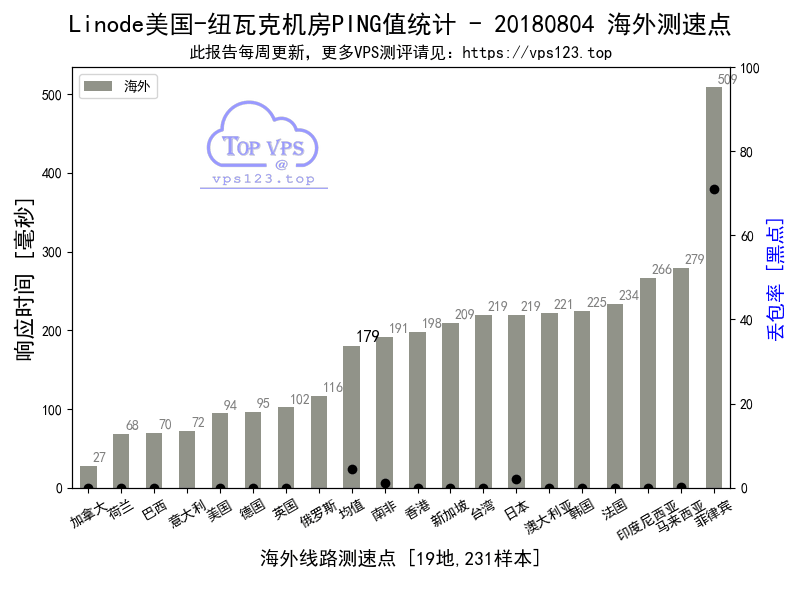 Linode美国-纽瓦克机房PING值统计 - 20180804 海外测速点
此报告每周更新，更多VPS测评请见：https://vps123.top
海外
TOP VPS
@
vps123.top
响应时间 [毫秒]
500
400
300
200
100
0
100
80
60
40
20
0
丢包率 [黑点]
27
68
70
72
94
95
102
116
179
191
198
209
219
219
221
225
234
266
279
509
加拿大
荷兰
巴西
意大利
美国
德国
英国
俄罗斯
均值
南非
香港
新加坡
台湾
日本
澳大利亚
韩国
法国
印度尼西亚
马来西亚
菲律宾
海外线路测速点 [19地,231样本]